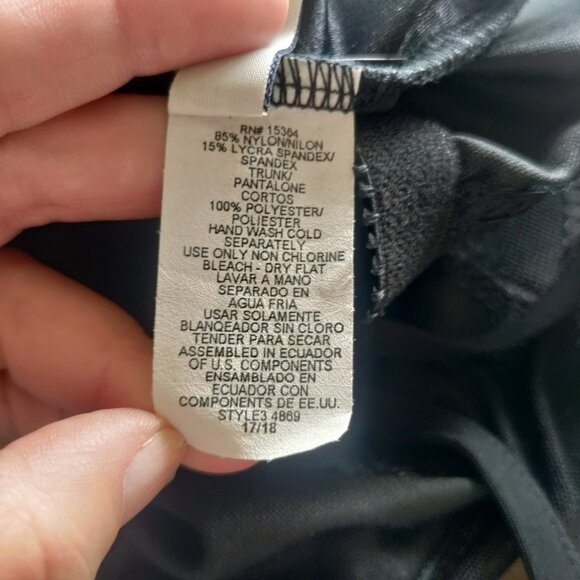 RN# 15364
85% NYLON/NILON
15% LYCRA SPANDEX/
SPANDEX
TRUNK/
PANTALONE
CORTOS
100% POLYESTER/
POLIESTER
HAND WASH COLD
SEPARATELY
USE ONLY NON CHLORINE
BLEACH - DRY FLAT
LAVAR A MANO
SEPARADO EN
AGUA FRIA
USAR SOLAMENTE
BLANQEADOR SIN CLORO
TENDER PARA SECAR
ASSEMBLED IN ECUADOR
OF U.S. COMPONENTS
ENSAMBLADO EN
ECUADOR CON
COMPONENTS DE EE.UU.
STYLE3 4869
17/18